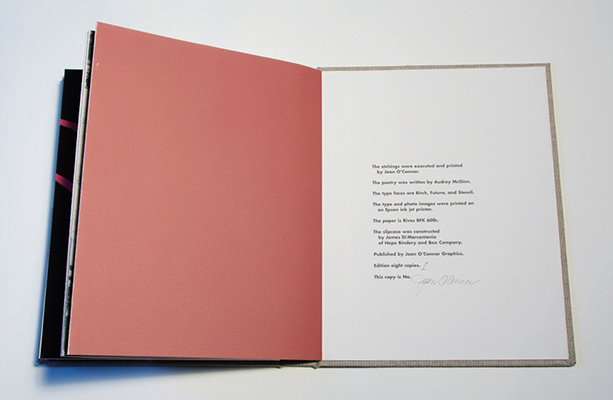 The etchings were executed and printed
by Jean O'Connor.
The poetry was written by Audrey McGinn.
The type faces are Birch, Futura, and Stencil.
The type and photo images were printed on
an Epson ink jet printer.
The paper is Rives BFK 60lb.
The slipcase was constructed
by James DiMarcantonio
of Hope Bindery and Box Company.
Published by Jean O'Connor Graphics.
Edition eight copies.
This copy is No. I
Jean O'Connor